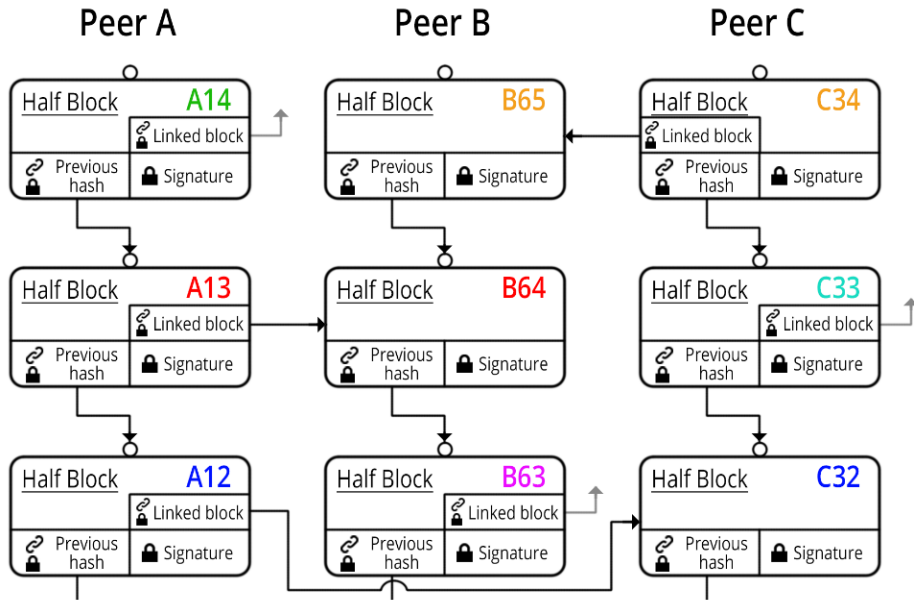 Peer A
Peer B
Peer C
Half Block A14
Linked block
Previous
hash
Signature
Half Block B65
Previous
hash
Signature
Half Block C34
Linked block
Previous
hash
Signature
Half Block A13
Linked block
Previous
hash
Signature
Half Block B64
Previous
hash
Signature
Half Block C33
Linked block
Previous
hash
Signature
Half Block A12
Linked block
Previous
hash
Signature
Half Block B63
Linked block
Previous
hash
Signature
Half Block C32
Previous
hash
Signature